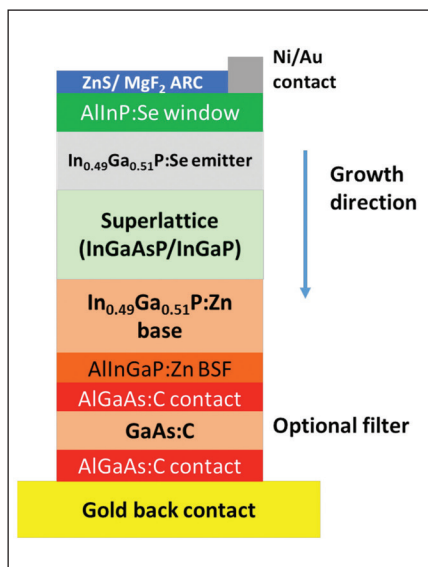 Ni/Au
contact
ZnS/ MgF₂ ARC
AlInP:Se window
In₀.₄₉Ga₀.₅₁P:Se emitter
Growth
direction
Superlattice
(InGaAsP/InGaP)
In₀.₄₉Ga₀.₅₁P:Zn
base
AlInGaP:Zn BSF
AlGaAs:C contact
GaAs:C
Optional filter
AlGaAs:C contact
Gold back contact